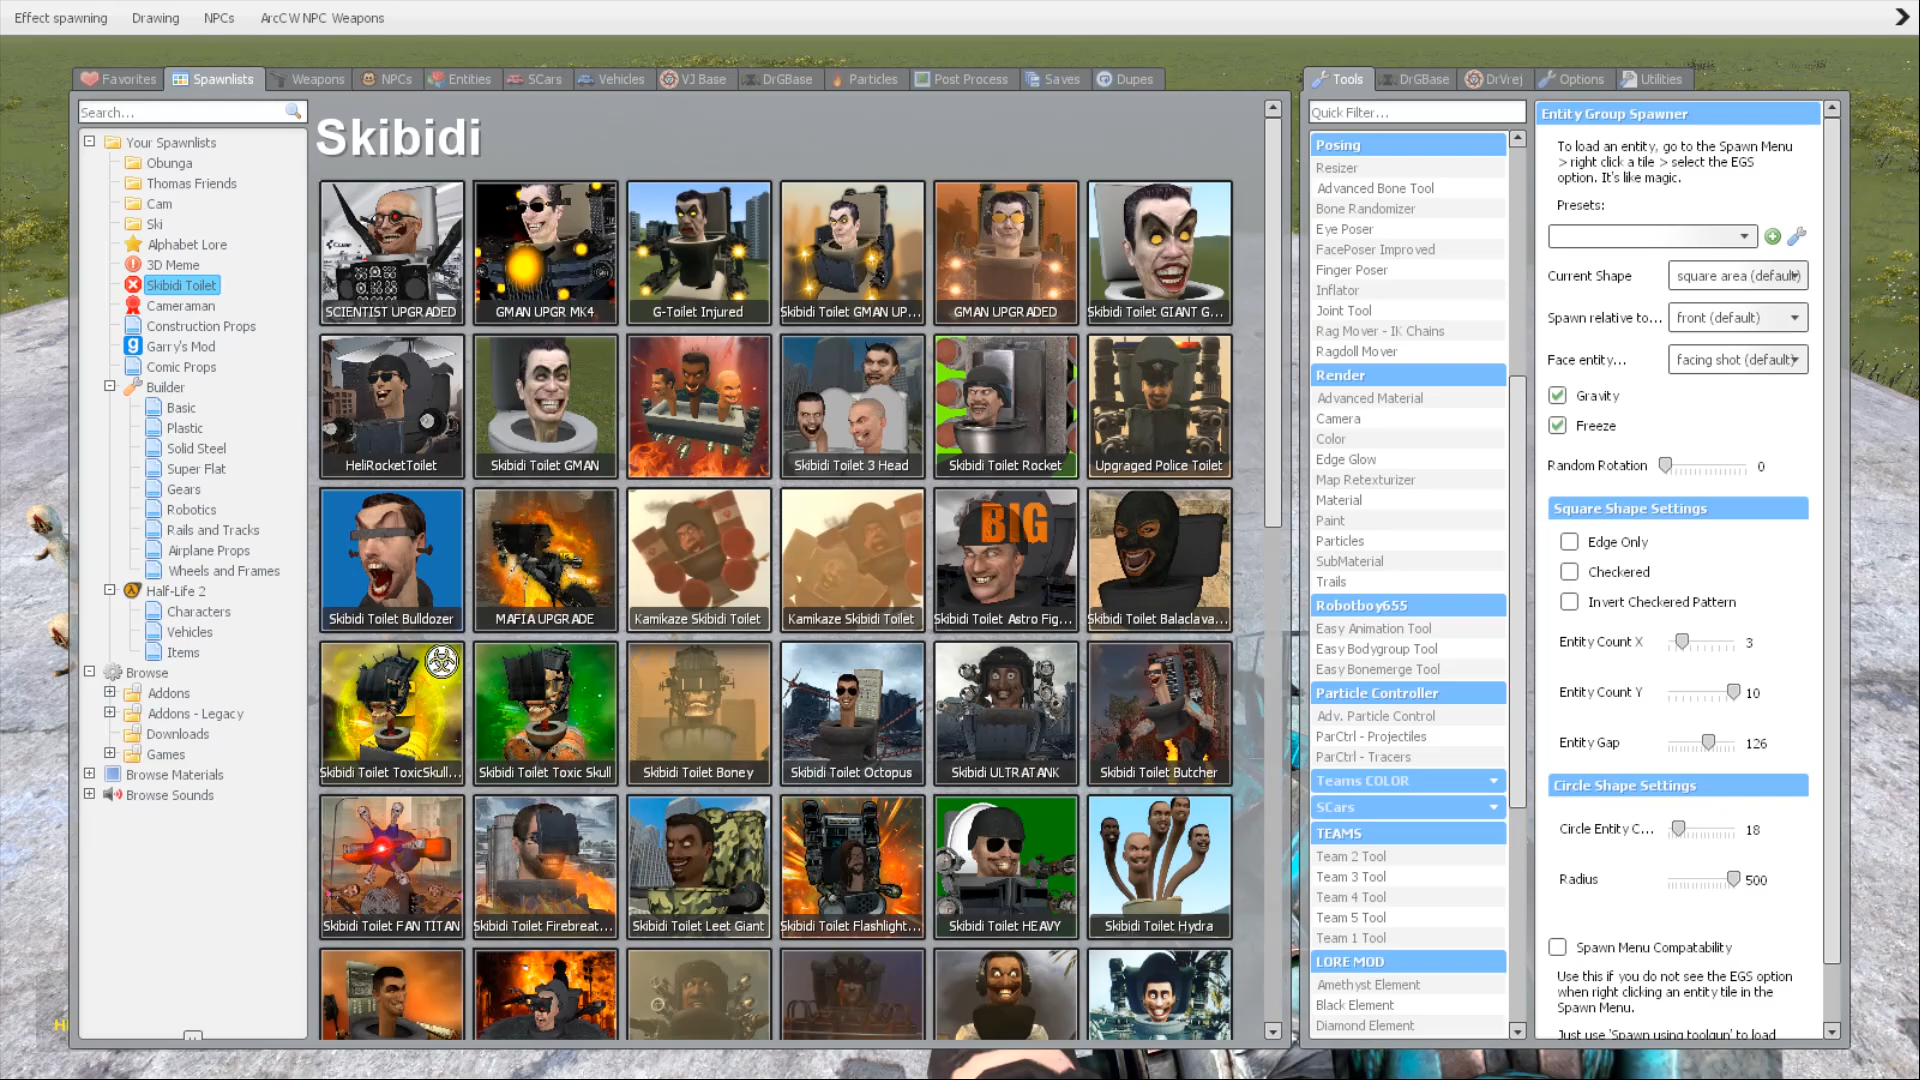 Effect spawning Drawing NPCs ArcCW NPC Weapons
Favorites Spawnlists Weapons NPCs Entities SCars Vehicles VJ Base DrGBase Particles Post Process Saves Dupes
Search...
Your Spawnlists
Obunga
Thomas Friends
Cam
Ski
Alphabet Lore
3D Meme
Skibidi Toilet
Cameraman
Construction Props
Garry's Mod
Comic Props
Builder
Basic
Plastic
Solid Steel
Super Flat
Gears
Robotics
Rails and Tracks
Airplane Props
Wheels and Frames
Half-Life 2
Characters
Vehicles
Items
Browse
Addons
Addons - Legacy
Downloads
Games
Browse Materials
Browse Sounds
Skibidi
SCIENTIST UPGRADED GMAN UPGR MK4 G-Toilet Injured Skibidi Toilet GMAN UP... GMAN UPGRADED Skibidi Toilet GIANT G...
HeliRocketToilet Skibidi Toilet GMAN Skibidi Toilet 3 Head Skibidi Toilet Rocket Upgraged Police Toilet
BIG
Skibidi Toilet Bulldozer MAFIA UPGRADE Kamikaze Skibidi Toilet Kamikaze Skibidi Toilet Skibidi Toilet Astro Fig... Skibidi Toilet Balaclava...
Skibidi Toilet ToxicSkull... Skibidi Toilet Toxic Skull Skibidi Toilet Boney Skibidi Toilet Octopus Skibidi ULTRATANK Skibidi Toilet Butcher
Skibidi Toilet FAN TITAN Skibidi Toilet Firebreat... Skibidi Toilet Leet Giant Skibidi Toilet Flashlight... Skibidi Toilet HEAVY Skibidi Toilet Hydra
Tools DrGBase DrVrej Options Utilities
Quick Filter...
Posing
Resizer
Advanced Bone Tool
Bone Randomizer
Eye Poser
FacePoser Improved
Finger Poser
Inflator
Joint Tool
Rag Mover - IK Chains
Ragdoll Mover
Render
Advanced Material
Camera
Color
Edge Glow
Map Retexturizer
Material
Paint
Particles
SubMaterial
Trails
Robotboy655
Easy Animation Tool
Easy Bodygroup Tool
Easy Bonemerge Tool
Particle Controller
Adv. Particle Control
ParCtrl - Projectiles
ParCtrl - Tracers
Teams COLOR
SCars
TEAMS
Team 2 Tool
Team 3 Tool
Team 4 Tool
Team 5 Tool
Team 1 Tool
LORE MOD
Amethyst Element
Black Element
Diamond Element
Entity Group Spawner
To load an entity, go to the Spawn Menu
> right click a tile > select the EGS
option. It's like magic.
Presets:
Current Shape square area (default)
Spawn relative to... front (default)
Face entity... facing shot (default)
Gravity
Freeze
Random Rotation 0
Square Shape Settings
Edge Only
Checkered
Invert Checkered Pattern
Entity Count X 3
Entity Count Y 10
Entity Gap 126
Circle Shape Settings
Circle Entity C... 18
Radius 500
Spawn Menu Compatability
Use this if you do not see the EGS option
when right clicking an entity tile in the
Spawn Menu.
Just use 'Spawn using toolgun' to load